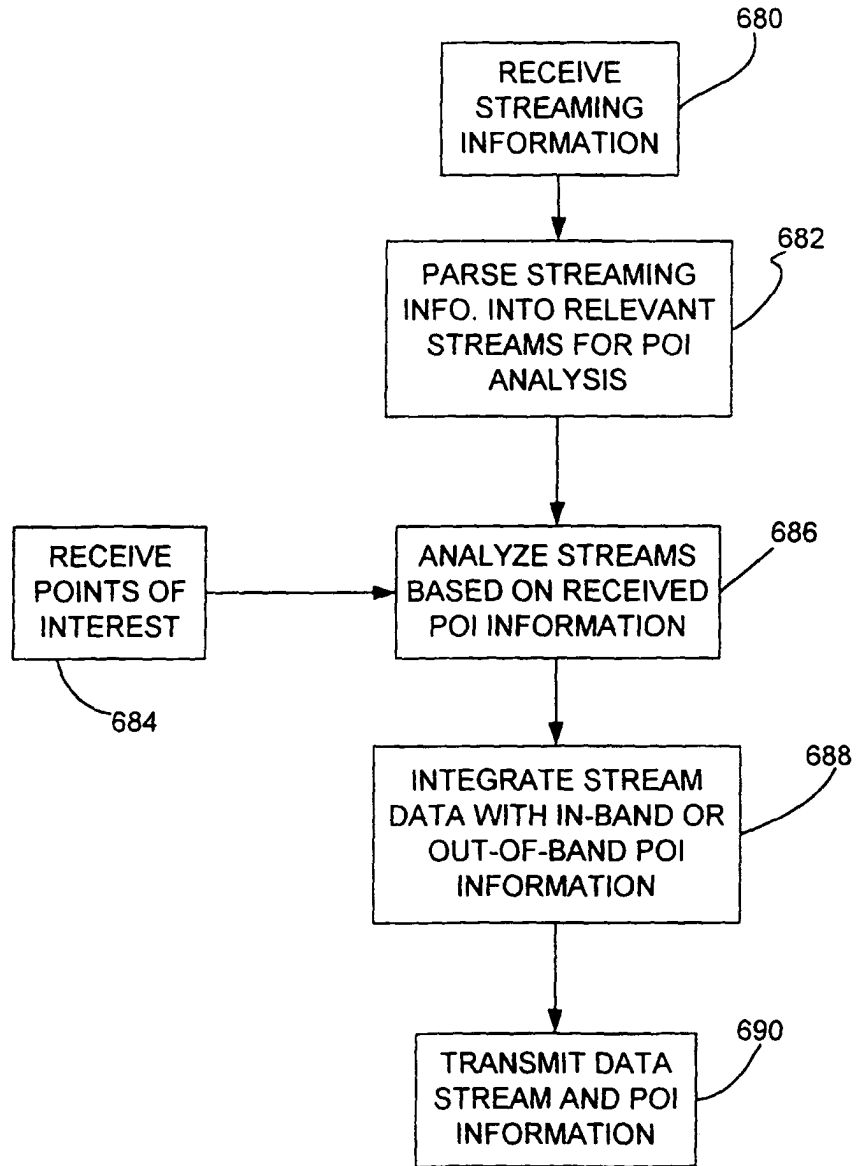 680
RECEIVE
STREAMING
INFORMATION
682
PARSE STREAMING
INFO. INTO RELEVANT
STREAMS FOR POI
ANALYSIS
RECEIVE
POINTS OF
INTEREST
684
686
ANALYZE STREAMS
BASED ON RECEIVED
POI INFORMATION
688
INTEGRATE STREAM
DATA WITH IN-BAND OR
OUT-OF-BAND POI
INFORMATION
690
TRANSMIT DATA
STREAM AND POI
INFORMATION